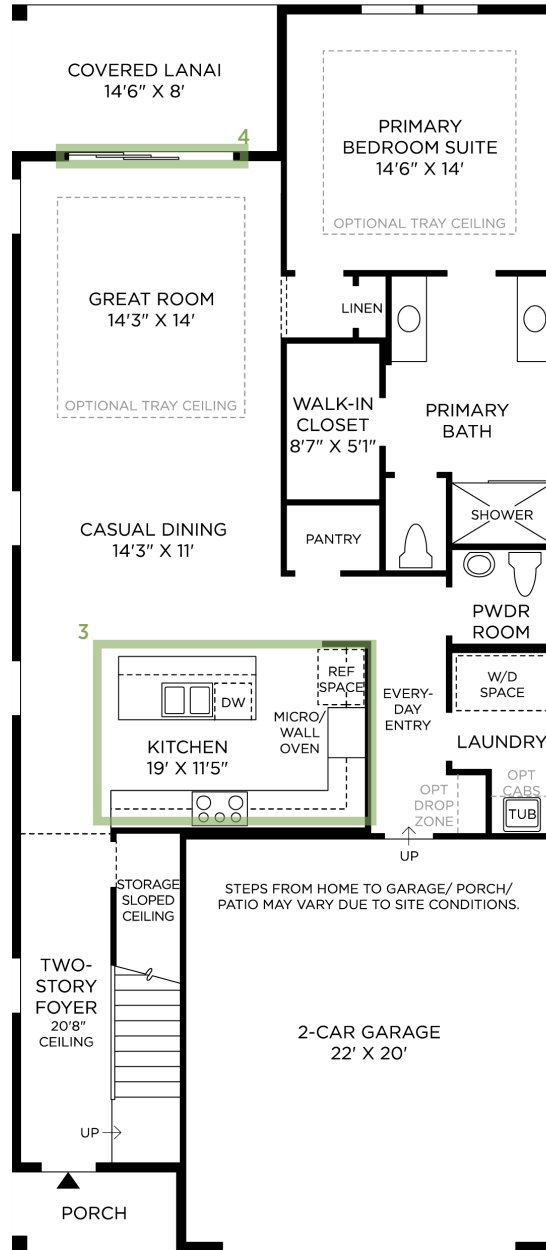 COVERED LANAI
14'6" X 8'
4
PRIMARY
BEDROOM SUITE
14'6" X 14'
OPTIONAL TRAY CEILING
GREAT ROOM
14'3" X 14'
OPTIONAL TRAY CEILING
LINEN
WALK-IN
CLOSET
8'7" X 5'1"
PRIMARY
BATH
SHOWER
CASUAL DINING
14'3" X 11'
PANTRY
PWDR
ROOM
3
REF
SPACE
DW
MICRO/
WALL
OVEN
KITCHEN
19' X 11'5"
EVERY-
DAY
ENTRY
W/D
SPACE
LAUNDRY
OPT
CABS
TUB
OPT
DROP
ZONE
UP
STORAGE
SLOPED
CEILING
STEPS FROM HOME TO GARAGE/ PORCH/
PATIO MAY VARY DUE TO SITE CONDITIONS.
TWO-
STORY
FOYER
20'8"
CEILING
2-CAR GARAGE
22' X 20'
UP
PORCH